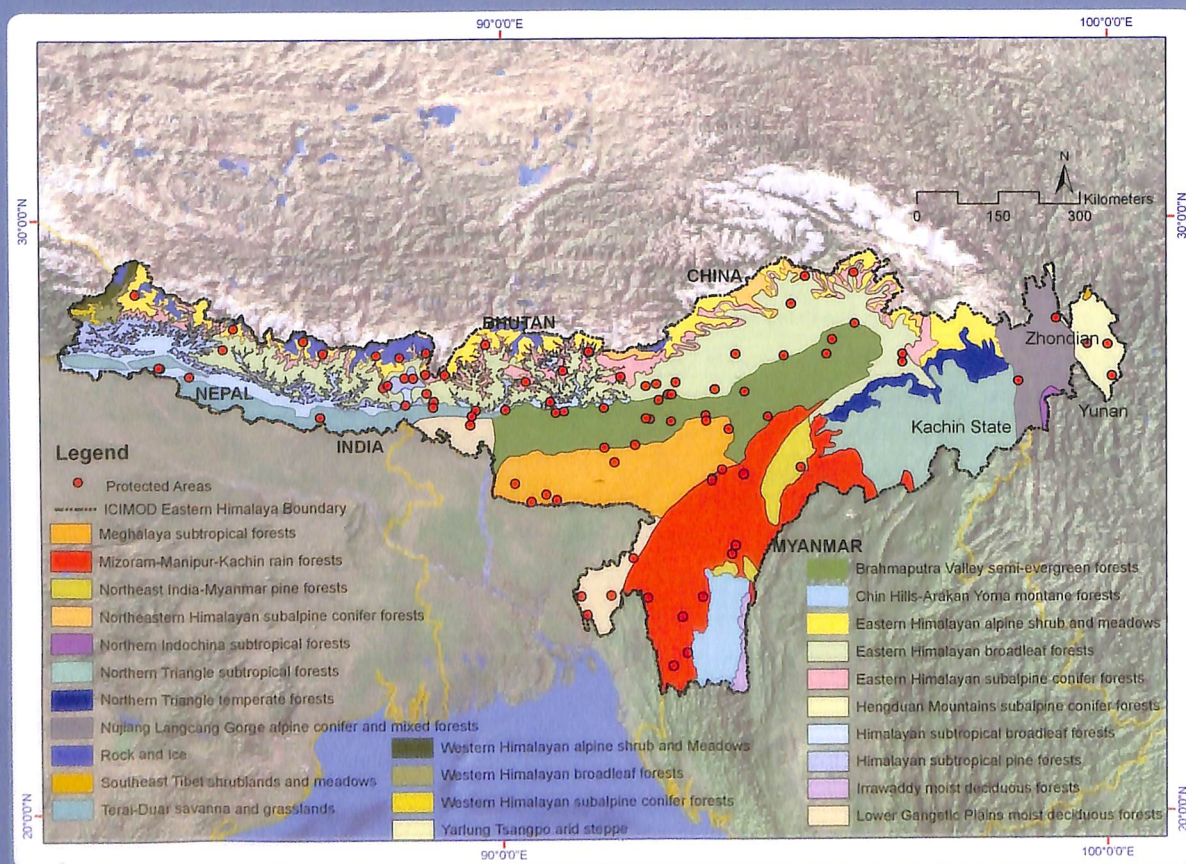 90°0'0"E
100°0'0"E
N
Kilometers
0 150 300
30°0'0"N
30°0'0"N
CHINA
BHUTAN
Zhondian
NEPAL
Yunan
Kachin State
INDIA
MYANMAR
Legend
Protected Areas
ICIMOD Eastern Himalaya Boundary
Meghalaya subtropical forests
Mizoram-Manipur-Kachin rain forests
Northeast India-Myanmar pine forests
Northeastern Himalayan subalpine conifer forests
Northern Indochina subtropical forests
Northern Triangle subtropical forests
Northern Triangle temperate forests
Nujiang Langcang Gorge alpine conifer and mixed forests
Rock and Ice
Southeast Tibet shrublands and meadows
Terai-Duar savanna and grasslands
Western Himalayan alpine shrub and Meadows
Western Himalayan broadleaf forests
Western Himalayan subalpine conifer forests
Yarlung Tsangpo arid steppe
Brahmaputra Valley semi-evergreen forests
Chin Hills-Arakan Yoma montane forests
Eastern Himalayan alpine shrub and meadows
Eastern Himalayan broadleaf forests
Eastern Himalayan subalpine conifer forests
Hengduan Mountains subalpine conifer forests
Himalayan subtropical broadleaf forests
Himalayan subtropical pine forests
Irrawaddy moist deciduous forests
Lower Gangetic Plains moist deciduous forests
20°0'0"N
20°0'0"N
90°0'0"E
100°0'0"E